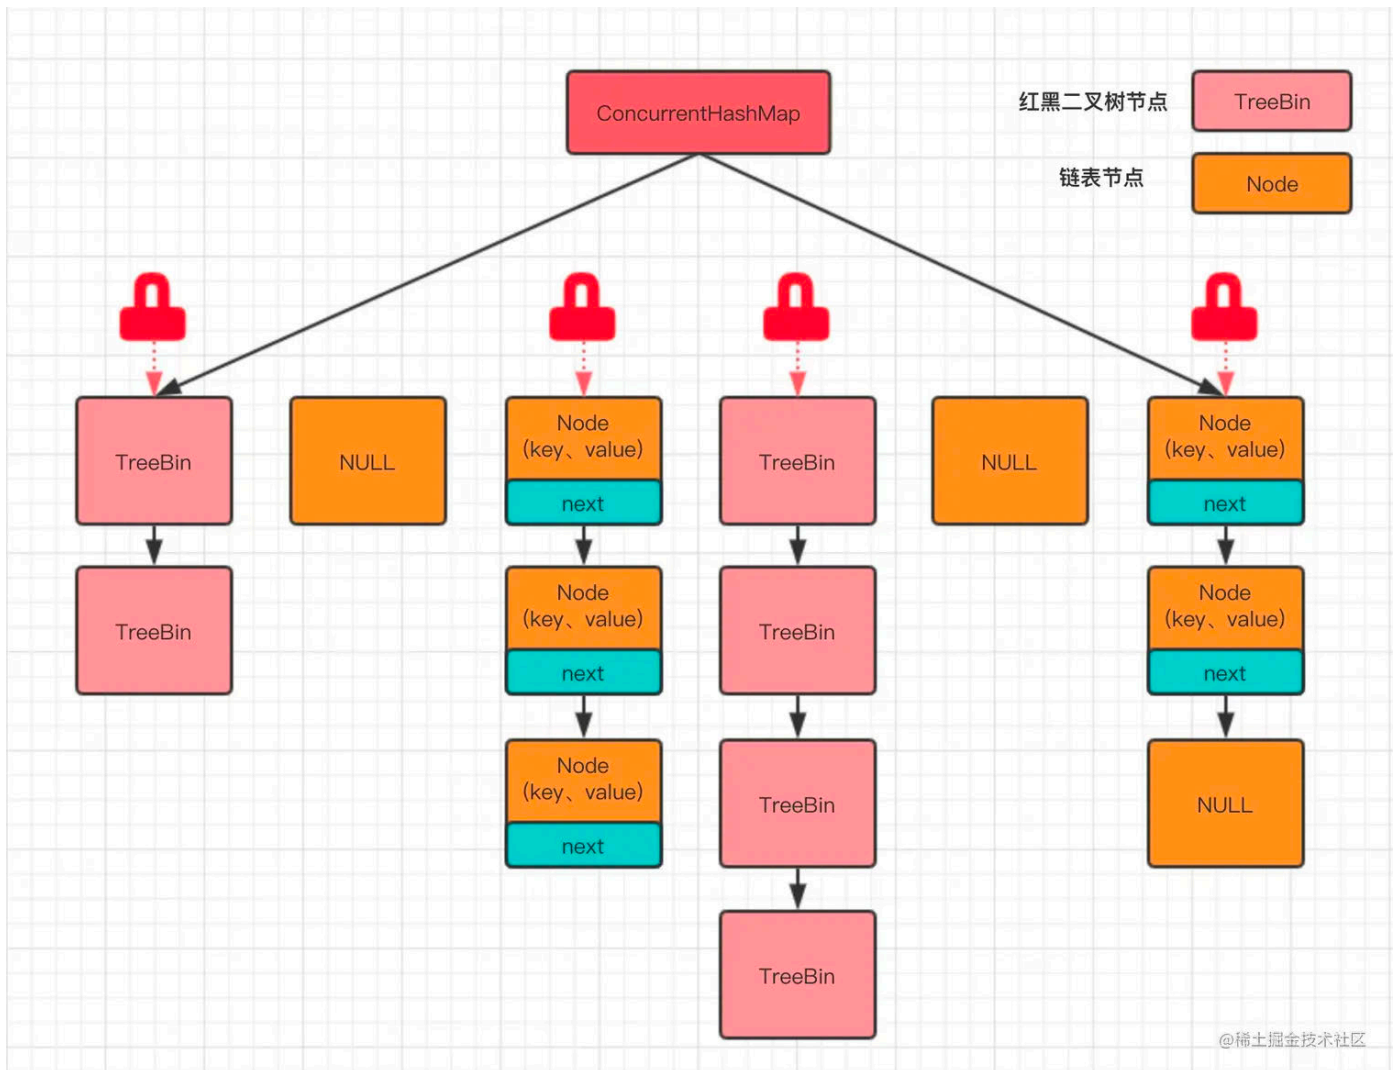 ConcurrentHashMap
红黑二叉树节点
TreeBin
链表节点
Node
TreeBin
NULL
Node
(key、value)
next
TreeBin
NULL
Node
(key、value)
next
TreeBin
Node
(key、value)
next
TreeBin
Node
(key、value)
next
Node
(key、value)
next
TreeBin
NULL
TreeBin
@稀土掘金技术社区